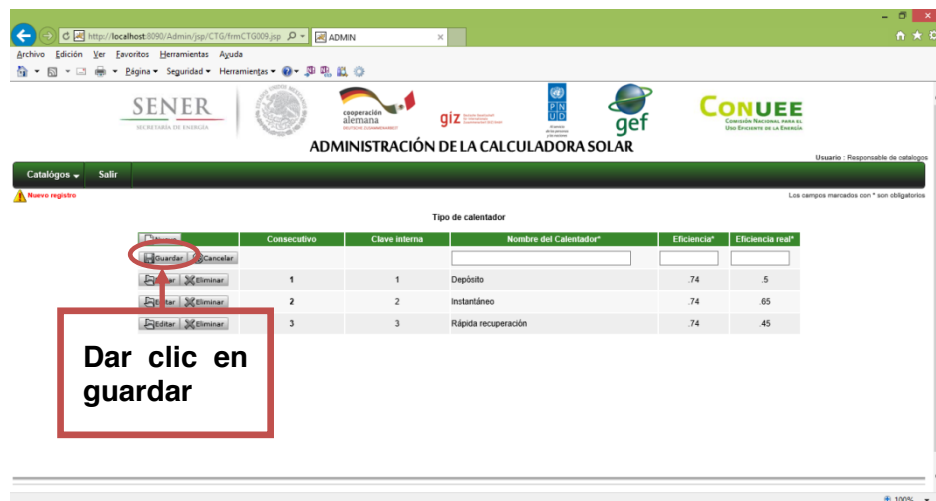 http://localhost:8090/Admin/jsp/CTG/frmCTG009.jsp
ADMIN
Archivo Edición Ver Favoritos Herramientas Ayuda
Página Seguridad Herramientas
SENER
SECRETARÍA DE ENERGÍA
cooperación
alemana
DEUTSCHE ZUSAMMENARBEIT
giz
PNUD
gef
CONUEE
COMISIÓN NACIONAL PARA EL
USO EFICIENTE DE LA ENERGÍA
ADMINISTRACIÓN DE LA CALCULADORA SOLAR
Usuario : Responsable de catalogos
Catalógos Salir
Nuevo registro
Los campos marcados con * son obligatorios
Tipo de calentador
Nuevo Consecutivo Clave interna Nombre del Calentador* Eficiencia* Eficiencia real*
Guardar Cancelar
Editar Eliminar 1 1 Depósito .74 .5
Editar Eliminar 2 2 Instantáneo .74 .65
Editar Eliminar 3 3 Rápida recuperación .74 .45
Dar clic en
guardar
100%